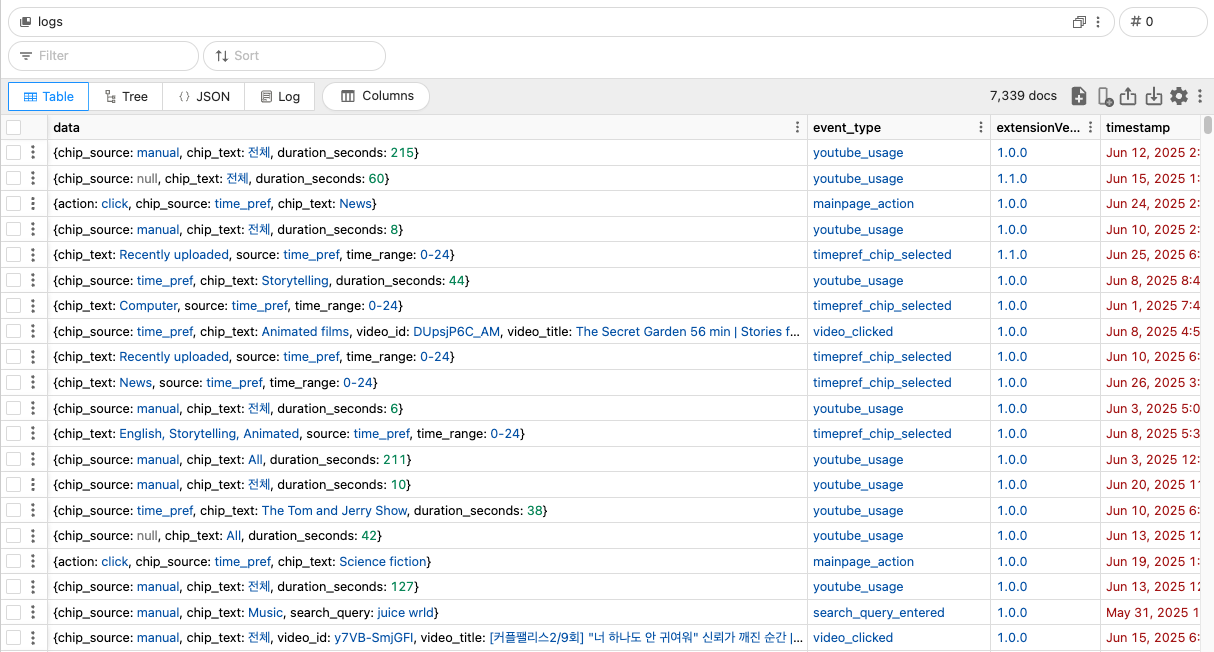 logs
# 0
Filter
Sort
Table
Tree
JSON
Log
Columns
7,339 docs
data event_type extensionVe... timestamp
{chip_source: manual, chip_text: 전체, duration_seconds: 215} youtube_usage 1.0.0 Jun 12, 2025 2:
{chip_source: null, chip_text: 전체, duration_seconds: 60} youtube_usage 1.1.0 Jun 15, 2025 1:
{action: click, chip_source: time_pref, chip_text: News} mainpage_action 1.0.0 Jun 24, 2025 2:
{chip_source: manual, chip_text: 전체, duration_seconds: 8} youtube_usage 1.0.0 Jun 10, 2025 2:
{chip_text: Recently uploaded, source: time_pref, time_range: 0-24} timepref_chip_selected 1.1.0 Jun 25, 2025 6:
{chip_source: time_pref, chip_text: Storytelling, duration_seconds: 44} youtube_usage 1.0.0 Jun 8, 2025 8:4
{chip_text: Computer, source: time_pref, time_range: 0-24} timepref_chip_selected 1.0.0 Jun 1, 2025 7:4
{chip_source: time_pref, chip_text: Animated films, video_id: DUpsjP6C_AM, video_title: The Secret Garden 56 min | Stories f... video_clicked 1.0.0 Jun 8, 2025 4:5
{chip_text: Recently uploaded, source: time_pref, time_range: 0-24} timepref_chip_selected 1.0.0 Jun 10, 2025 6:
{chip_text: News, source: time_pref, time_range: 0-24} timepref_chip_selected 1.0.0 Jun 26, 2025 3:
{chip_source: manual, chip_text: 전체, duration_seconds: 6} youtube_usage 1.0.0 Jun 3, 2025 5:0
{chip_text: English, Storytelling, Animated, source: time_pref, time_range: 0-24} timepref_chip_selected 1.0.0 Jun 8, 2025 5:3
{chip_source: manual, chip_text: All, duration_seconds: 211} youtube_usage 1.0.0 Jun 3, 2025 12:
{chip_source: manual, chip_text: 전체, duration_seconds: 10} youtube_usage 1.0.0 Jun 20, 2025 11
{chip_source: time_pref, chip_text: The Tom and Jerry Show, duration_seconds: 38} youtube_usage 1.0.0 Jun 10, 2025 6:
{chip_source: null, chip_text: All, duration_seconds: 42} youtube_usage 1.0.0 Jun 13, 2025 12
{action: click, chip_source: time_pref, chip_text: Science fiction} mainpage_action 1.0.0 Jun 19, 2025 1:
{chip_source: manual, chip_text: 전체, duration_seconds: 127} youtube_usage 1.0.0 Jun 13, 2025 12
{chip_source: manual, chip_text: Music, search_query: juice wrld} search_query_entered 1.0.0 May 31, 2025 1
{chip_source: manual, chip_text: 전체, video_id: y7VB-SmjGFI, video_title: [커플팰리스2/9회] "너 하나도 안 귀여워" 신뢰가 깨진 순간 |... video_clicked 1.0.0 Jun 15, 2025 6: